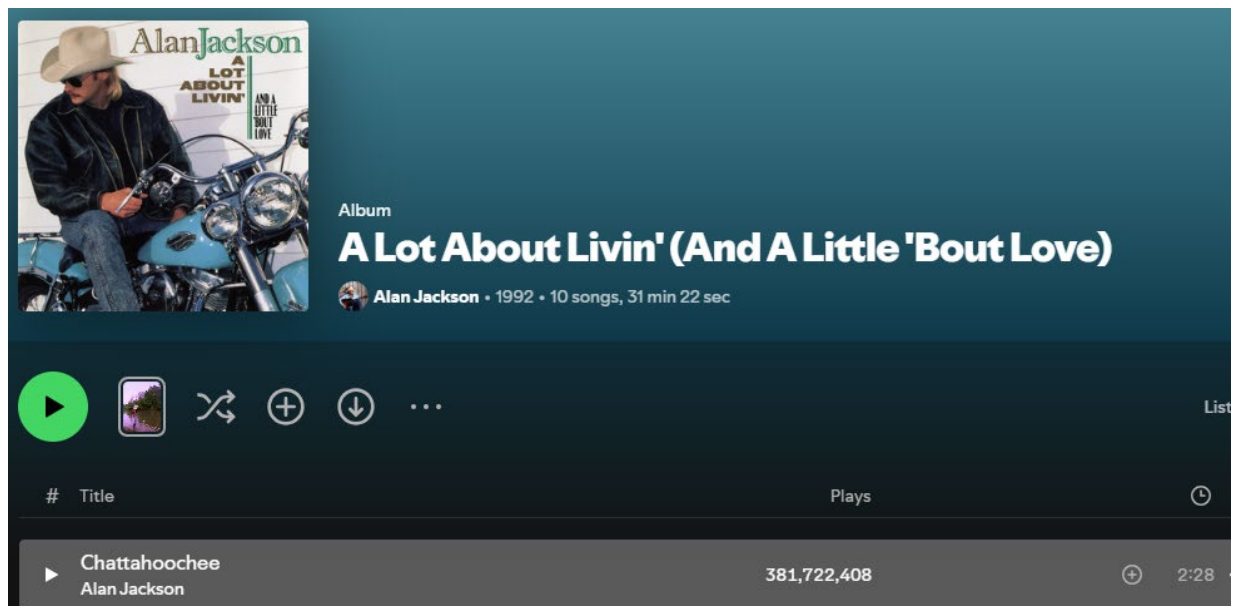 AlanJackson
A
LOT
ABOUT
LIVIN'
AND A
LITTLE
'BOUT
LOVE
Album
A Lot About Livin' (And A Little 'Bout Love)
Alan Jackson • 1992 • 10 songs, 31 min 22 sec
List
# Title Plays
Chattahoochee 381,722,408 2:28
Alan Jackson